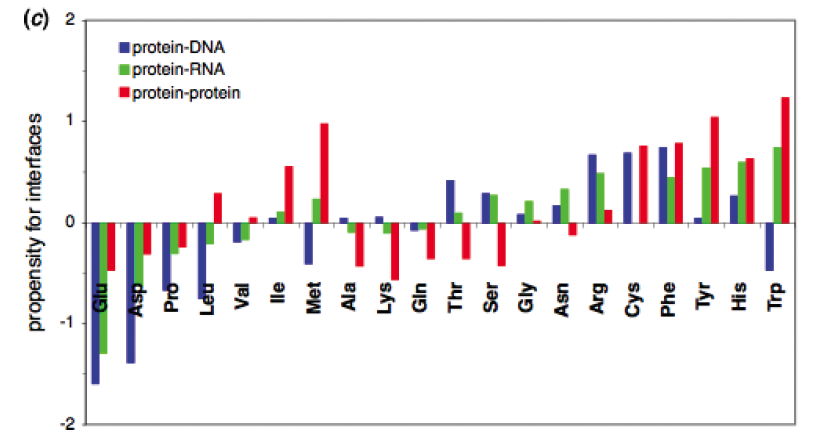 (c)
2
protein-DNA
protein-RNA
protein-protein
1
0
-1
-2
propensity for interfaces
Glu Asp Pro Leu Val Ile Met Ala Lys Gln Thr Ser Gly Asn Arg Cys Phe Tyr His Trp